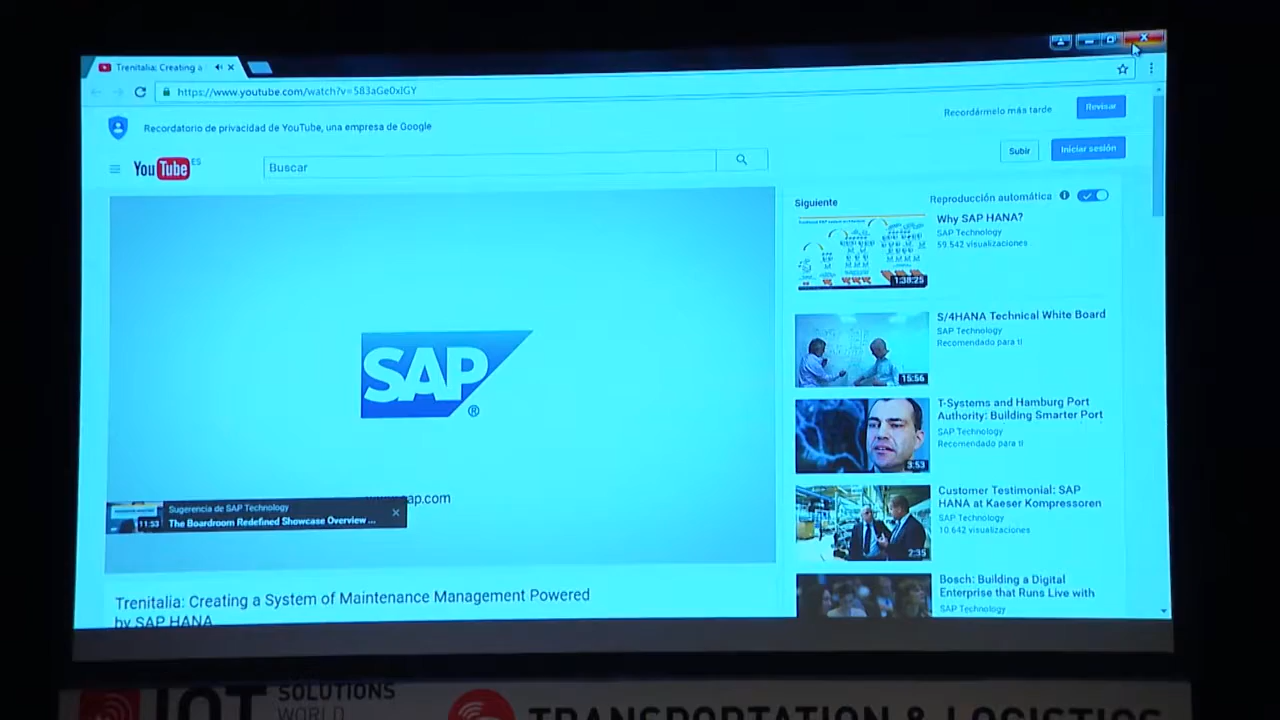 Trenitalia: Creating a
https://www.youtube.com/watch?v=583aGe0xIGY
Recordatorio de privacidad de YouTube, una empresa de Google
Recordármelo más tarde
Revisar
YouTube ES
Buscar
Subir
Iniciar sesión
SAP®
sap.com
Sugerencia de SAP Technology
The Boardroom Redefined Showcase Overview ...
11:53
Trenitalia: Creating a System of Maintenance Management Powered
by SAP HANA
Siguiente
Reproducción automática
Why SAP HANA?
SAP Technology
59.542 visualizaciones
1:38:25
S/4HANA Technical White Board
SAP Technology
Recomendado para ti
15:56
T-Systems and Hamburg Port
Authority: Building Smarter Port
SAP Technology
Recomendado para ti
3:53
Customer Testimonial: SAP
HANA at Kaeser Kompressoren
SAP Technology
10.642 visualizaciones
2:35
Bosch: Building a Digital
Enterprise that Runs Live with
SAP Technology
IOT SOLUTIONS
WORLD
TRANSPORTATION & LOGISTICS